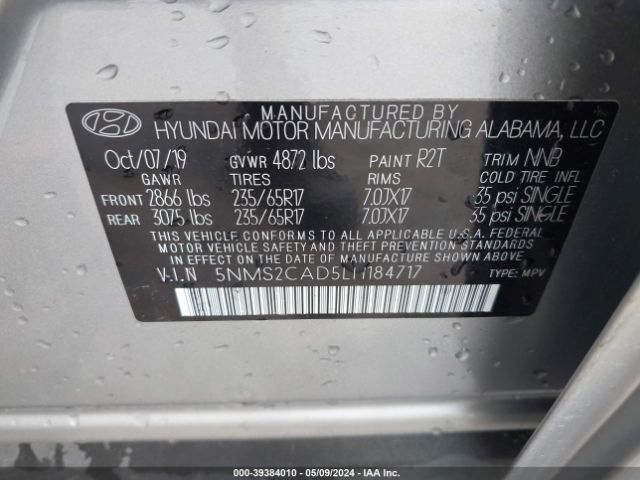 MANUFACTURED BY
HYUNDAI MOTOR MANUFACTURING ALABAMA, LLC
Oct/07/19 GVWR 4872 lbs PAINT R2T TRIM NNB
GAWR TIRES RIMS COLD TIRE INFL
FRONT 2866 lbs 235/65R17 7.0JX17 35 psi SINGLE
REAR 3075 lbs 235/65R17 7.0JX17 35 psi SINGLE
THIS VEHICLE CONFORMS TO ALL APPLICABLE U.S.A. FEDERAL
MOTOR VEHICLE SAFETY AND THEFT PREVENTION STANDARDS
IN EFFECT ON THE DATE OF MANUFACTURE SHOWN ABOVE.
V.I.N 5NMS2CAD5LH184717 TYPE: MPV
000-39384010 - 05/09/2024 - IAAI.COM